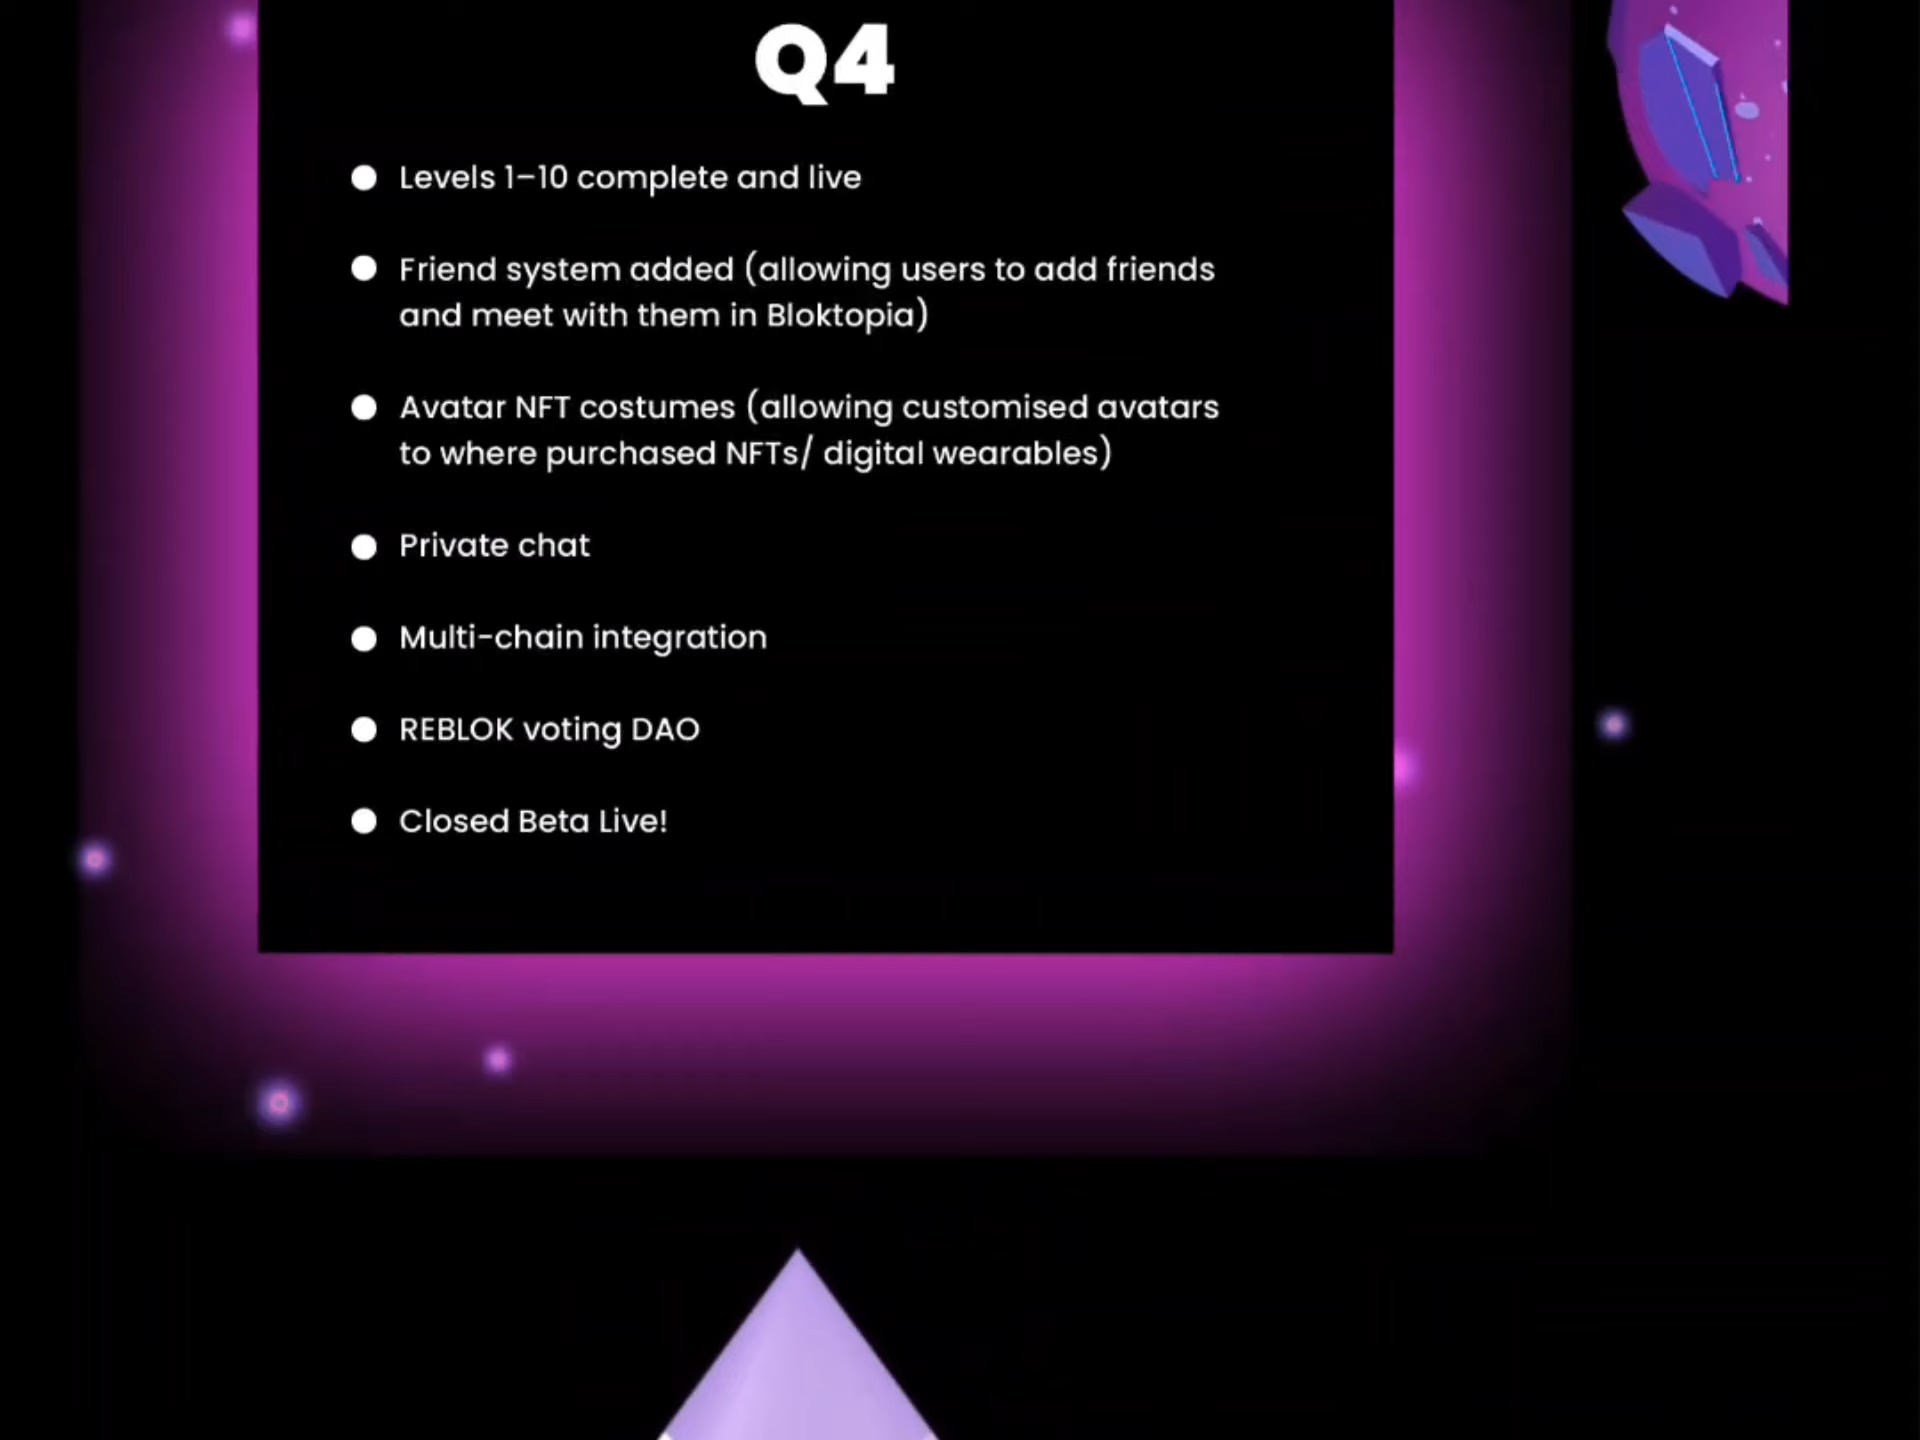 Q4
Levels 1–10 complete and live
Friend system added (allowing users to add friends
and meet with them in Bloktopia)
Avatar NFT costumes (allowing customised avatars
to where purchased NFTs/ digital wearables)
Private chat
Multi-chain integration
REBLOK voting DAO
Closed Beta Live!